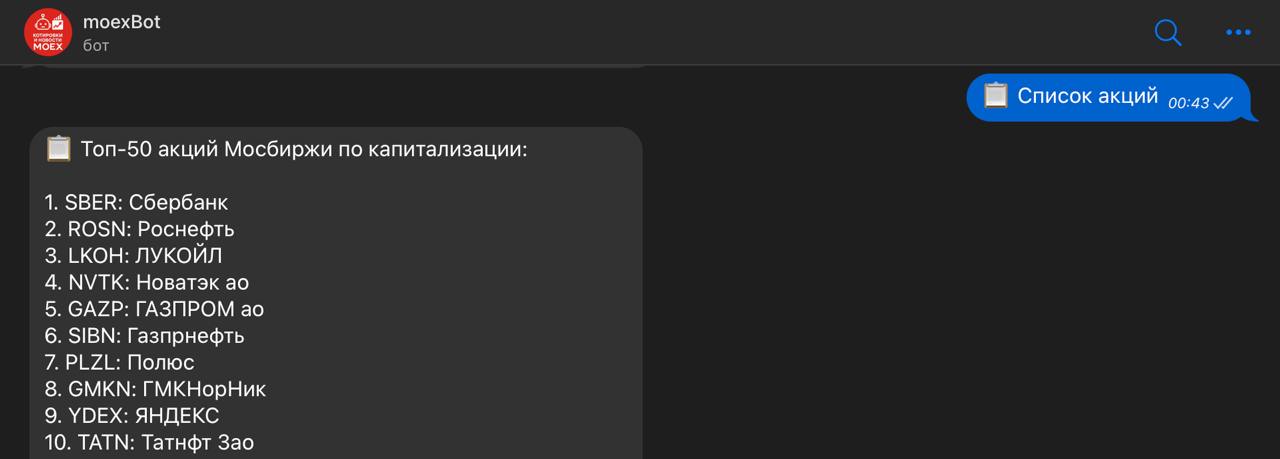 КОТИРОВКИ
И НОВОСТИ
MOEX
moexBot
бот
📋 Список акций 00:43
📋 Топ-50 акций Мосбиржи по капитализации:
1. SBER: Сбербанк
2. ROSN: Роснефть
3. LKOH: ЛУКОЙЛ
4. NVTK: Новатэк ао
5. GAZP: ГАЗПРОМ ао
6. SIBN: Газпрнефть
7. PLZL: Полюс
8. GMKN: ГМКНорНик
9. YDEX: ЯНДЕКС
10. TATN: Татнфт 3ао